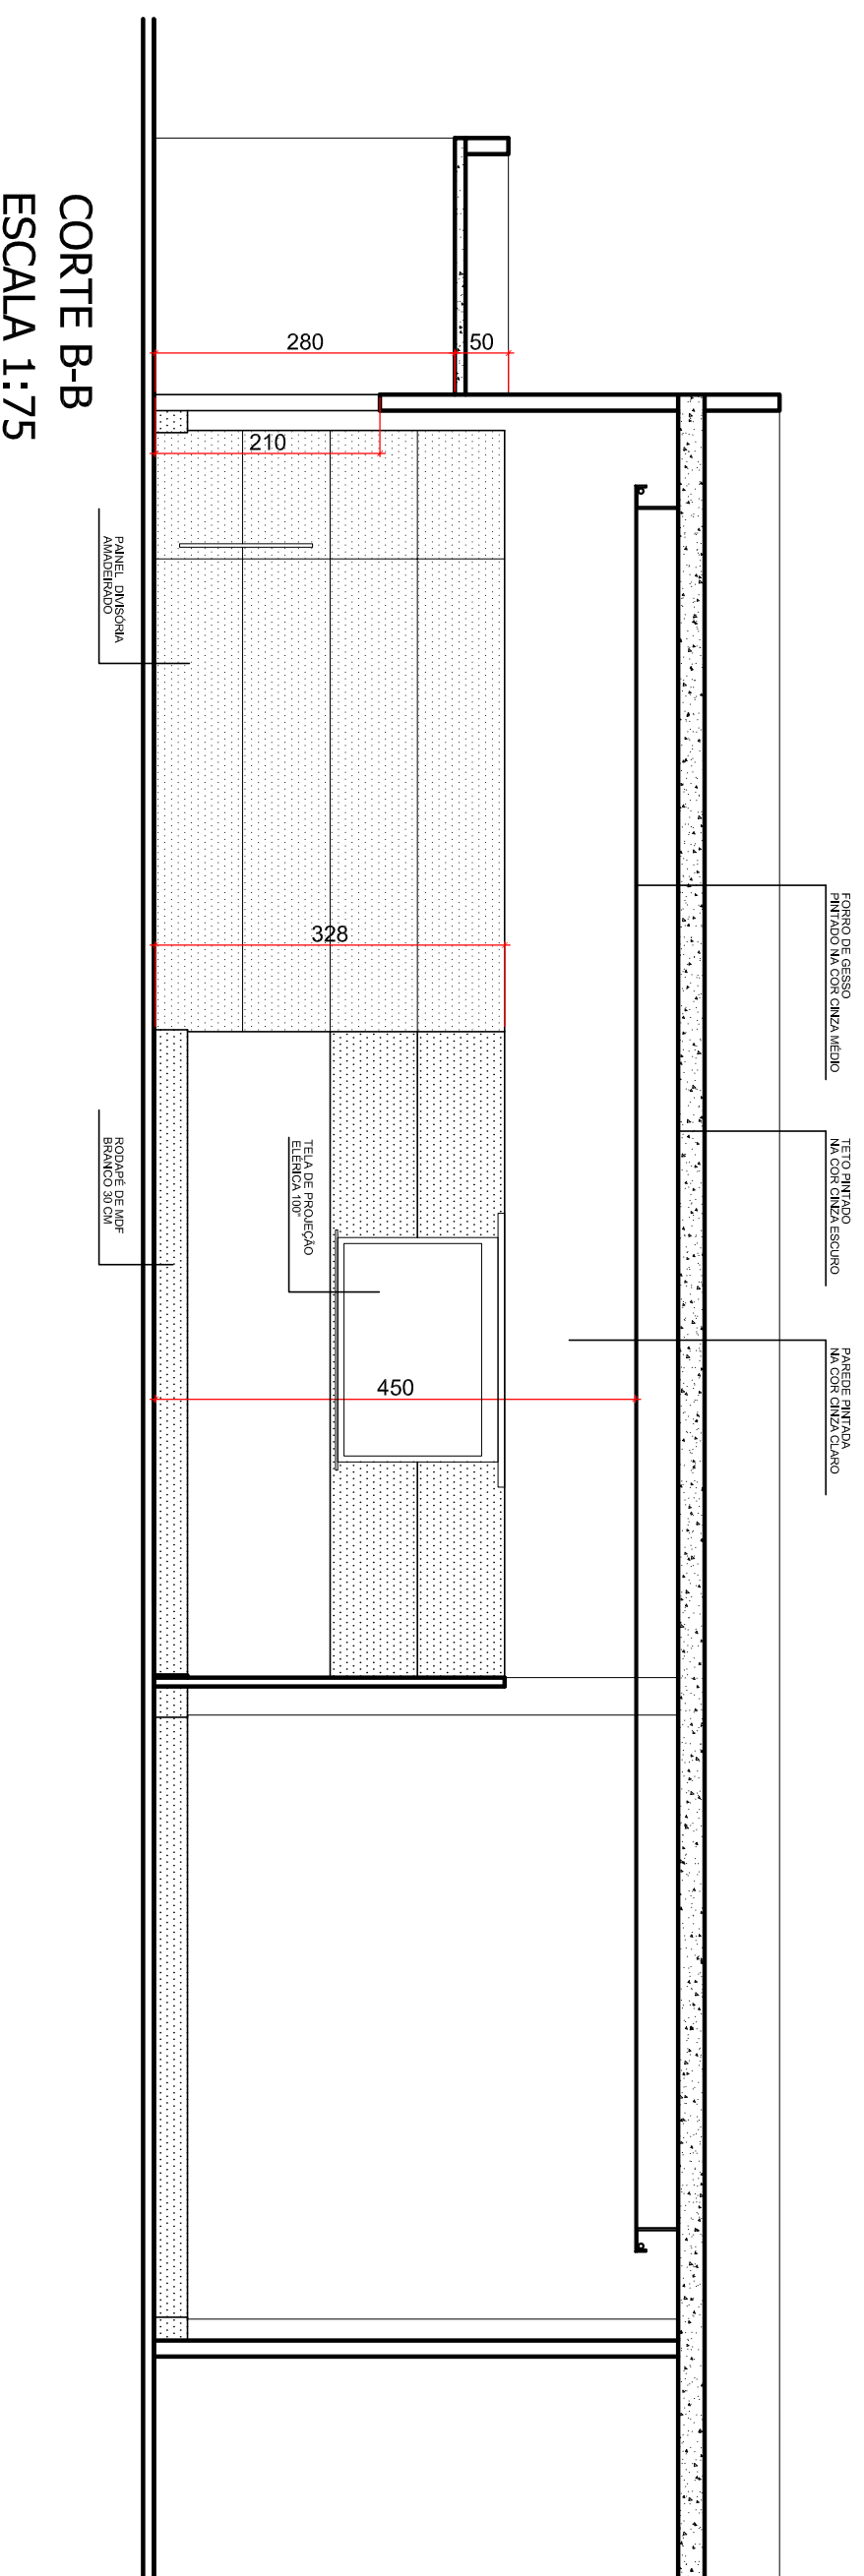 FORRO DE GESSO
PINTADO NA COR CINZA MÉDIO
TETO PINTADO
NA COR CINZA ESCURO
PAREDE PINTADA
NA COR CINZA CLARO
50
280
210
328
450
TELA DE PROJEÇÃO
ELÉRICA 100"
PAINEL DIVISÓRIA
AMADEIRADO
RODAPÉ DE MDF
BRANCO 30 CM
CORTE B-B
ESCALA 1:75